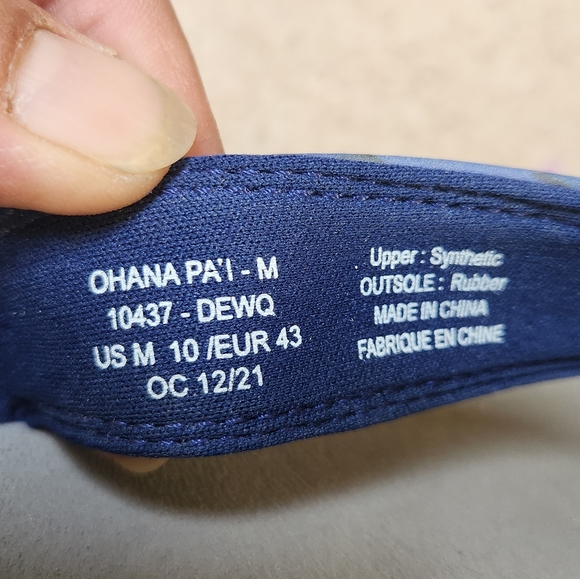 OHANA PA'I - M
10437 - DEWQ
US M 10 /EUR 43
OC 12/21
Upper : Synthetic
OUTSOLE : Rubber
MADE IN CHINA
FABRIQUE EN CHINE